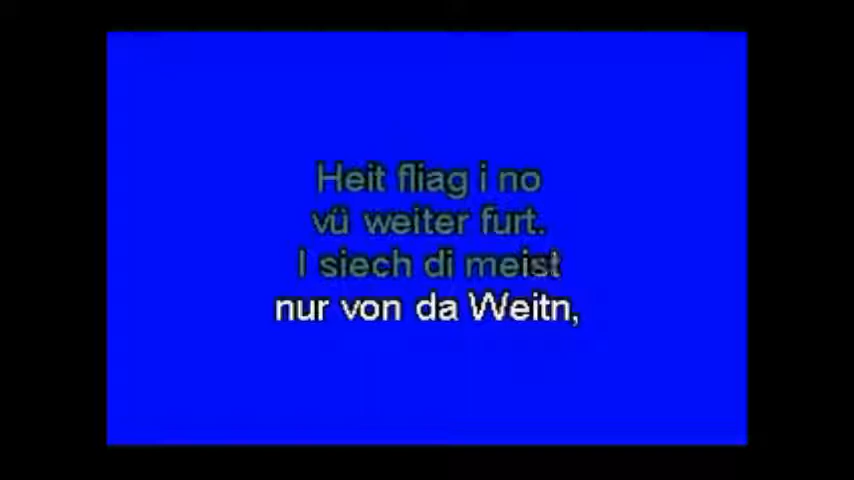 Heit fliag i no
vü weiter furt.
I siech di meist
nur von da Weitn,